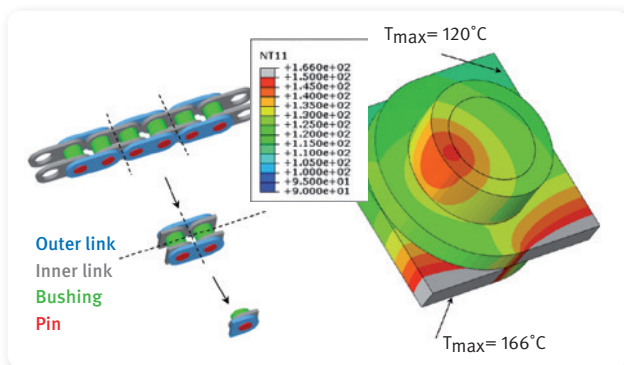 Tmax= 120°C
NT11
+1.660e+02
+1.500e+02
+1.450e+02
+1.400e+02
+1.350e+02
+1.300e+02
+1.250e+02
+1.200e+02
+1.150e+02
+1.100e+02
+1.050e+02
+1.000e+02
+9.500e+01
+9.000e+01
Outer link
Inner link
Bushing
Pin
Tmax= 166°C